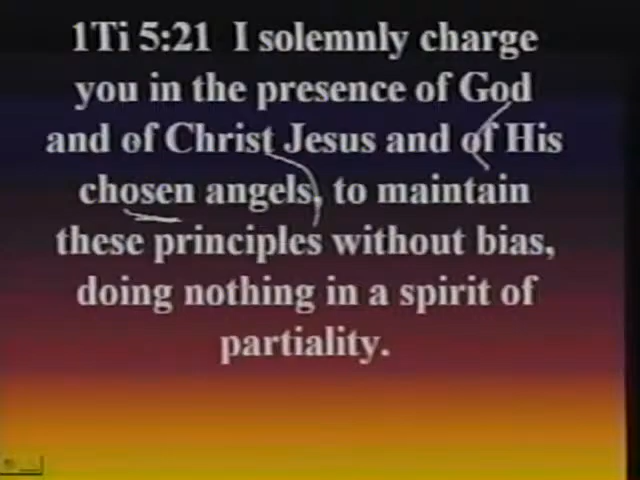 1Ti 5:21 I solemnly charge
you in the presence of God
and of Christ Jesus and of His
chosen angels, to maintain
these principles without bias,
doing nothing in a spirit of
partiality.